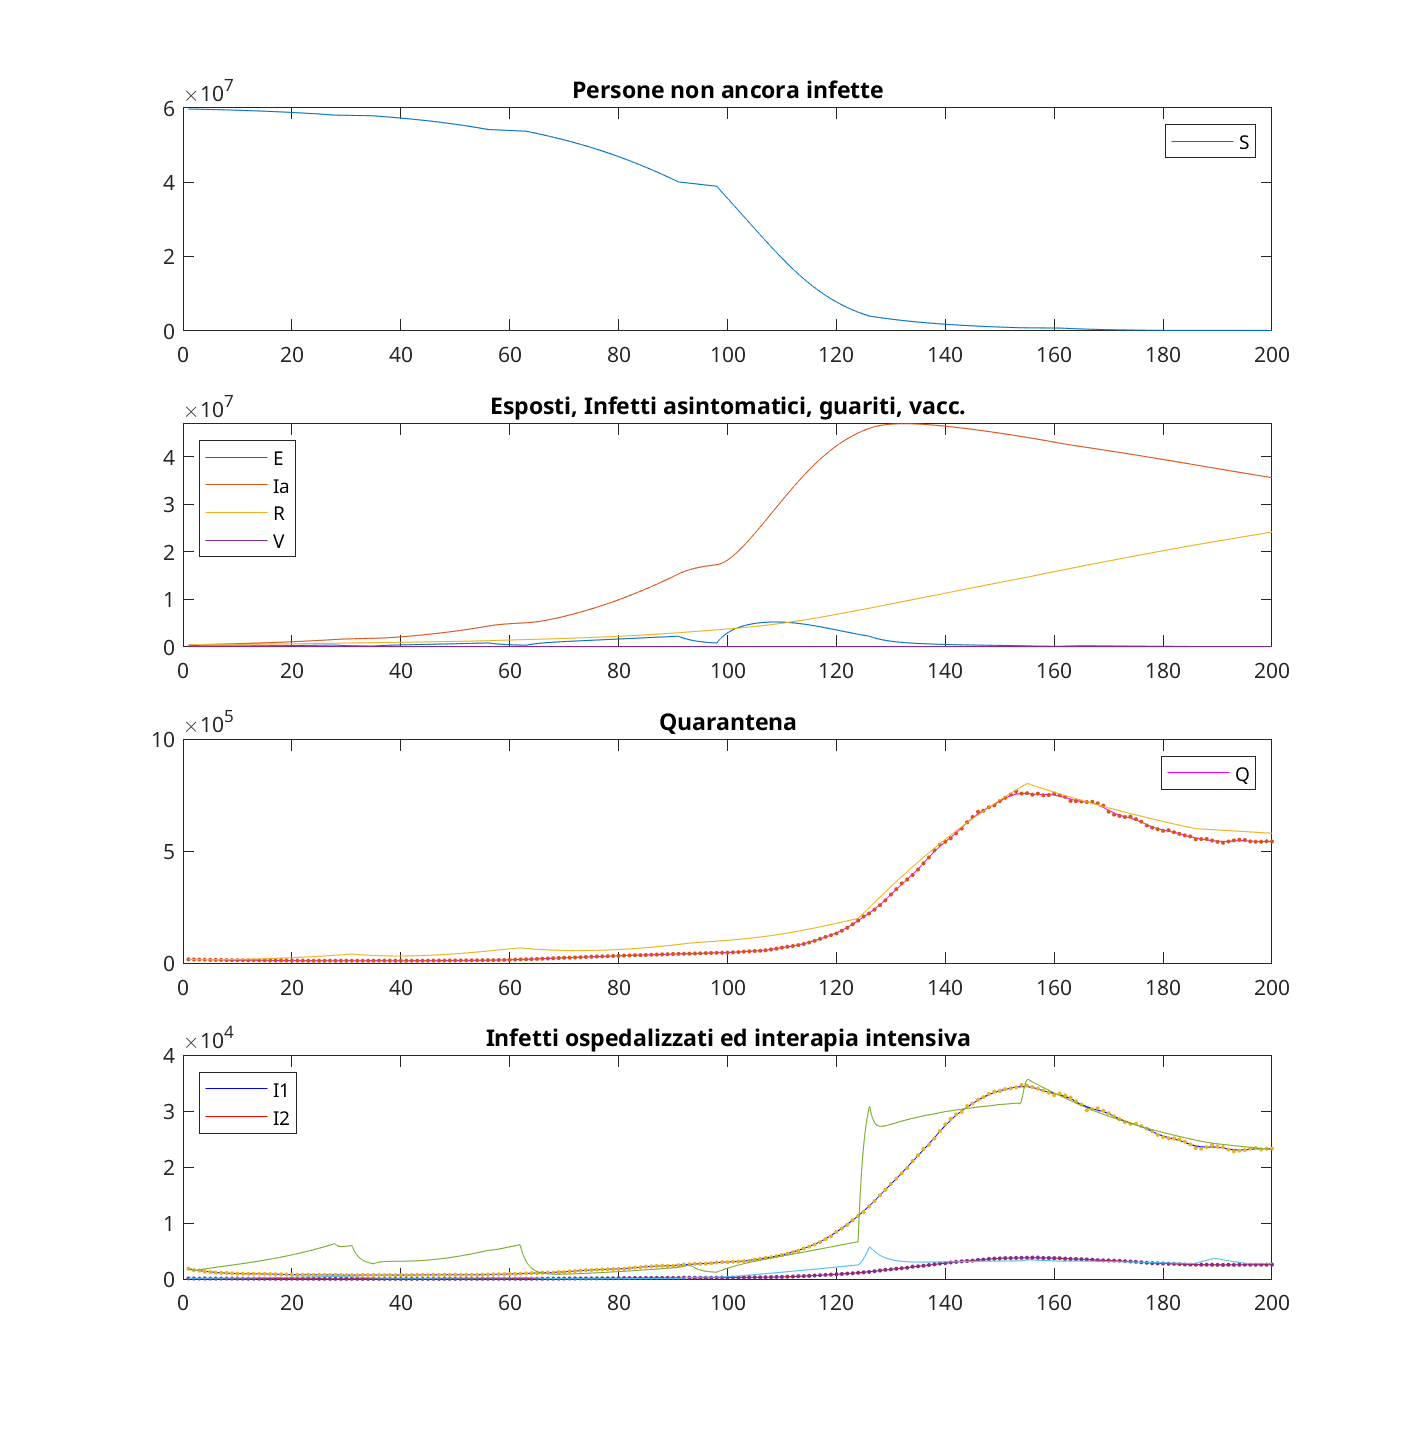 Persone non ancora infette
×10^7
6
4
2
0
0 20 40 60 80 100 120 140 160 180 200
S
Esposti, Infetti asintomatici, guariti, vacc.
×10^7
4
3
2
1
0
0 20 40 60 80 100 120 140 160 180 200
E
Ia
R
V
Quarantena
×10^5
10
5
0
0 20 40 60 80 100 120 140 160 180 200
Q
Infetti ospedalizzati ed interapia intensiva
×10^4
4
3
2
1
0
0 20 40 60 80 100 120 140 160 180 200
I1
I2